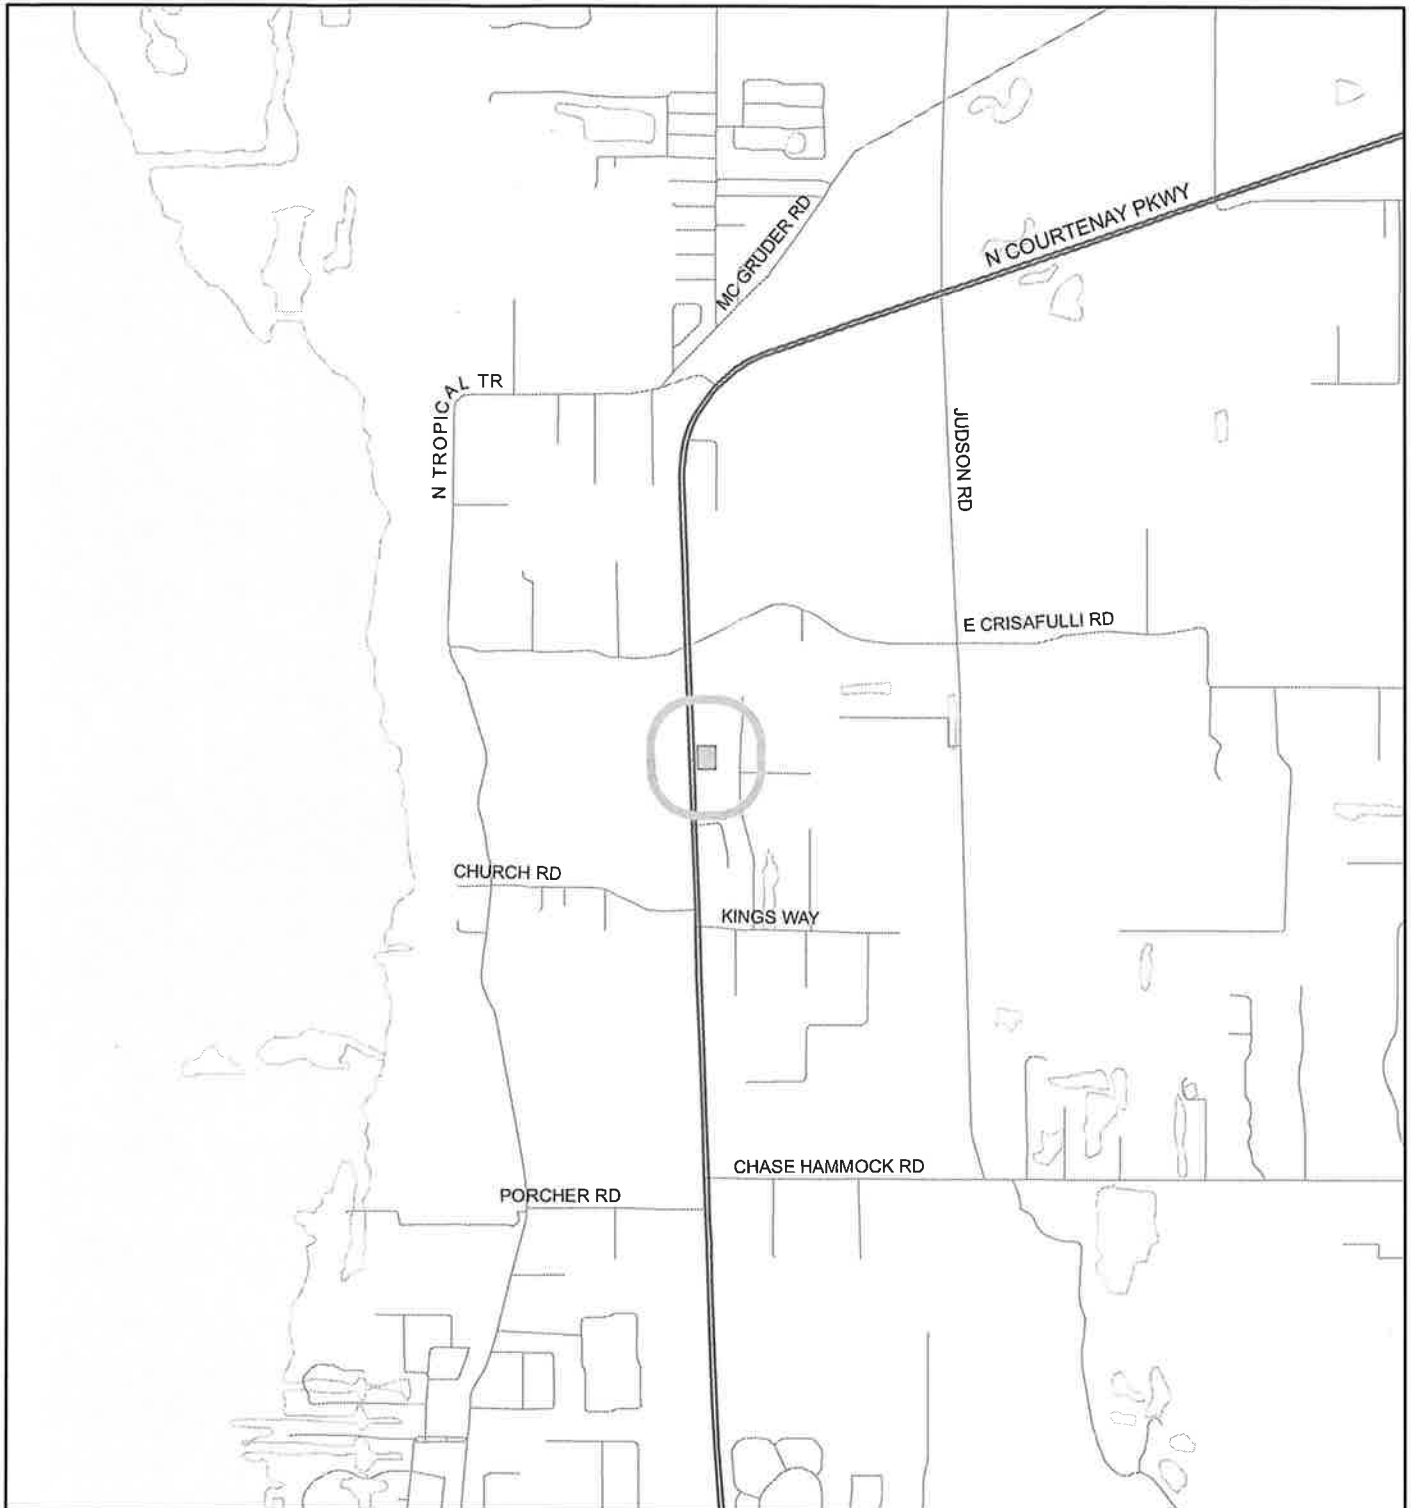 N COURTENAY PKWY
MC GRUDER RD
N TROPICAL TR
JUDSON RD
E CRISAFULLI RD
CHURCH RD
KINGS WAY
CHASE HAMMOCK RD
PORCHER RD